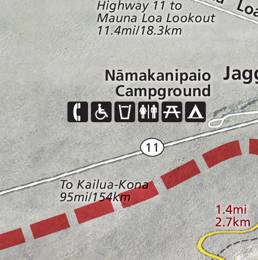 Highway 11 to
Mauna Loa Lookout
11.4mi/18.3km
Loa
Nāmakanipaio
Campground
Jagg
11
To Kailua-Kona
95mi/154km
1.4mi
2.7km